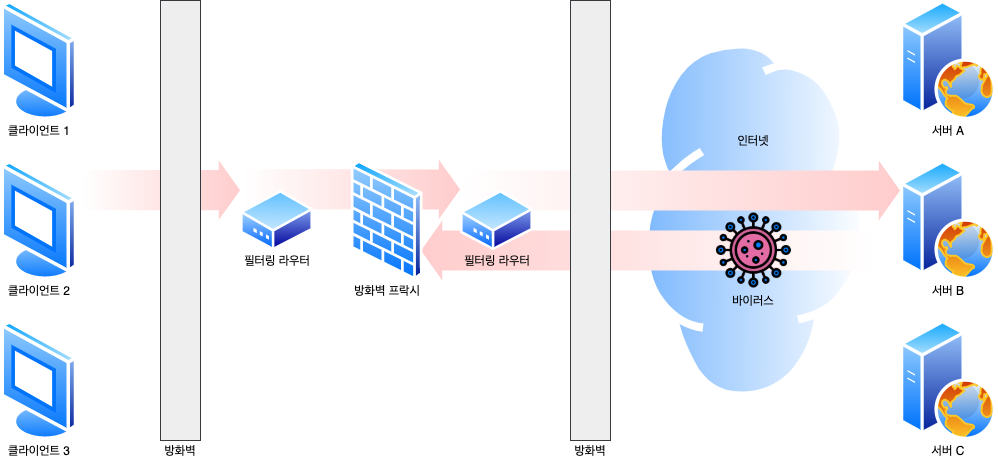 클라이언트 1
클라이언트 2
클라이언트 3
방화벽
필터링 라우터
방화벽 프락시
필터링 라우터
방화벽
인터넷
바이러스
서버 A
서버 B
서버 C